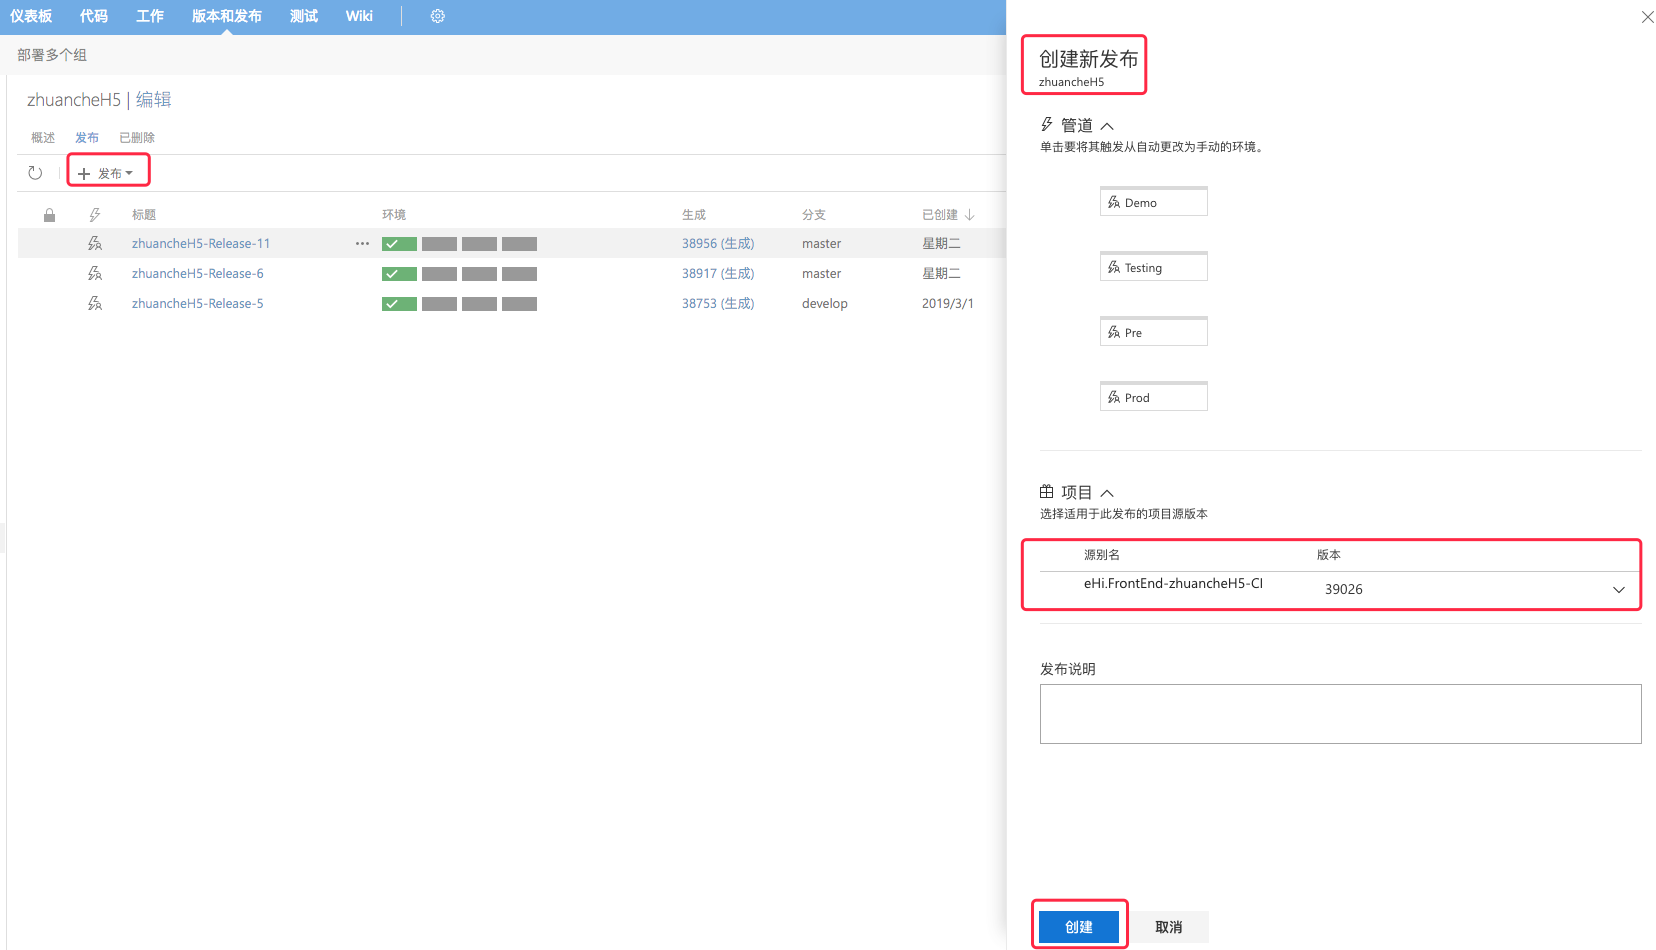 仪表板 代码 工作 版本和发布 测试 Wiki
部署多个组
zhuancheH5 | 编辑
概述 发布 已删除
发布
标题 环境 生成 分支 已创建
zhuancheH5-Release-11 38956 (生成) master 星期二
zhuancheH5-Release-6 38917 (生成) master 星期二
zhuancheH5-Release-5 38753 (生成) develop 2019/3/1
创建新发布
zhuancheH5
管道
单击要将其触发从自动更改为手动的环境。
Demo
Testing
Pre
Prod
项目
选择适用于此发布的项目源版本
源别名 版本
eHi.FrontEnd-zhuancheH5-CI 39026
发布说明
创建 取消